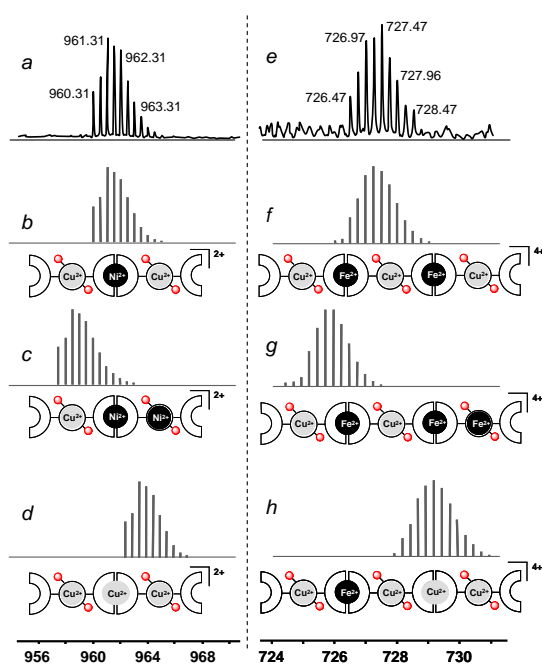 a
961.31
962.31
960.31
963.31
e
727.47
726.97
727.96
726.47
728.47
b
2+
Cu2+ Ni2+ Cu2+
f
4+
Cu2+ Fe2+ Cu2+ Fe2+ Cu2+
c
2+
Cu2+ Ni2+ Ni2+
g
4+
Cu2+ Fe2+ Cu2+ Fe2+ Fe2+
d
2+
Cu2+ Cu2+ Cu2+
h
4+
Cu2+ Fe2+ Cu2+ Cu2+ Cu2+
956 960 964 968
724 726 728 730